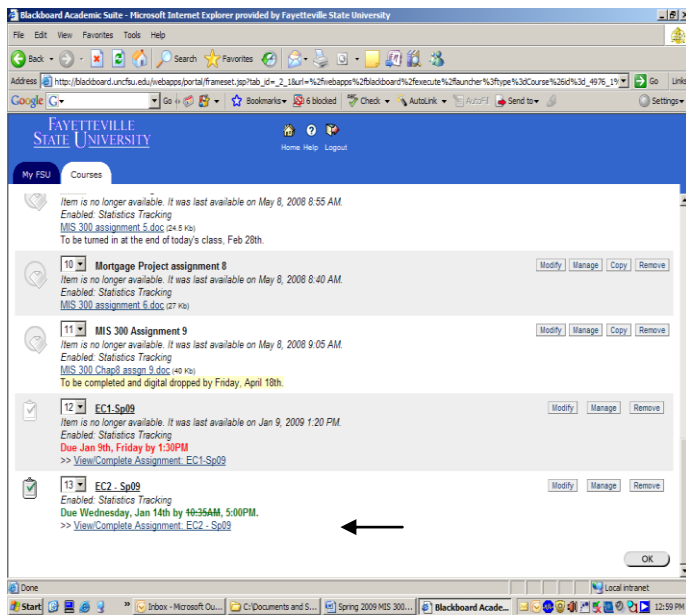 Blackboard Academic Suite - Microsoft Internet Explorer provided by Fayetteville State University
File Edit View Favorites Tools Help
Back Search Favorites
Address http://blackboard.uncfsu.edu/webapps/portal/frameset.jsp?tab_id=_2_1&url=%2fwebapps%2fblackboard%2fexecute%2flauncher%3ftype%3dCourse%26id%3d_4976_1% Go Links
Google G Go Bookmarks 6 blocked Check AutoLink AutoFill Send to Settings
FAYETTEVILLE
STATE UNIVERSITY
Home Help Logout
My FSU Courses
Item is no longer available. It was last available on May 8, 2008 8:55 AM.
Enabled: Statistics Tracking
MIS 300 assignment 5.doc (24.5 Kb)
To be turned in at the end of today's class, Feb 28th.
10 Mortgage Project assignment 8 Modify Manage Copy Remove
Item is no longer available. It was last available on May 8, 2008 8:40 AM.
Enabled: Statistics Tracking
MIS 300 assignment 6.doc (27 Kb)
11 MIS 300 Assignment 9 Modify Manage Copy Remove
Item is no longer available. It was last available on May 8, 2008 9:05 AM.
Enabled: Statistics Tracking
MIS 300 Chap8 assgn 9.doc (40 Kb)
To be completed and digital dropped by Friday, April 18th.
12 EC1-Sp09 Modify Manage Remove
Item is no longer available. It was last available on Jan 9, 2009 1:20 PM.
Enabled: Statistics Tracking
Due Jan 9th, Friday by 1:30PM
>> View/Complete Assignment: EC1-Sp09
13 EC2 - Sp09 Modify Manage Remove
Enabled: Statistics Tracking
Due Wednesday, Jan 14th by 10:35AM, 5:00PM.
>> View/Complete Assignment: EC2 - Sp09
OK
Done Local intranet
Start Inbox - Microsoft Ou... C:\Documents and S... Spring 2009 MIS 300... Blackboard Acade... 12:59 PM